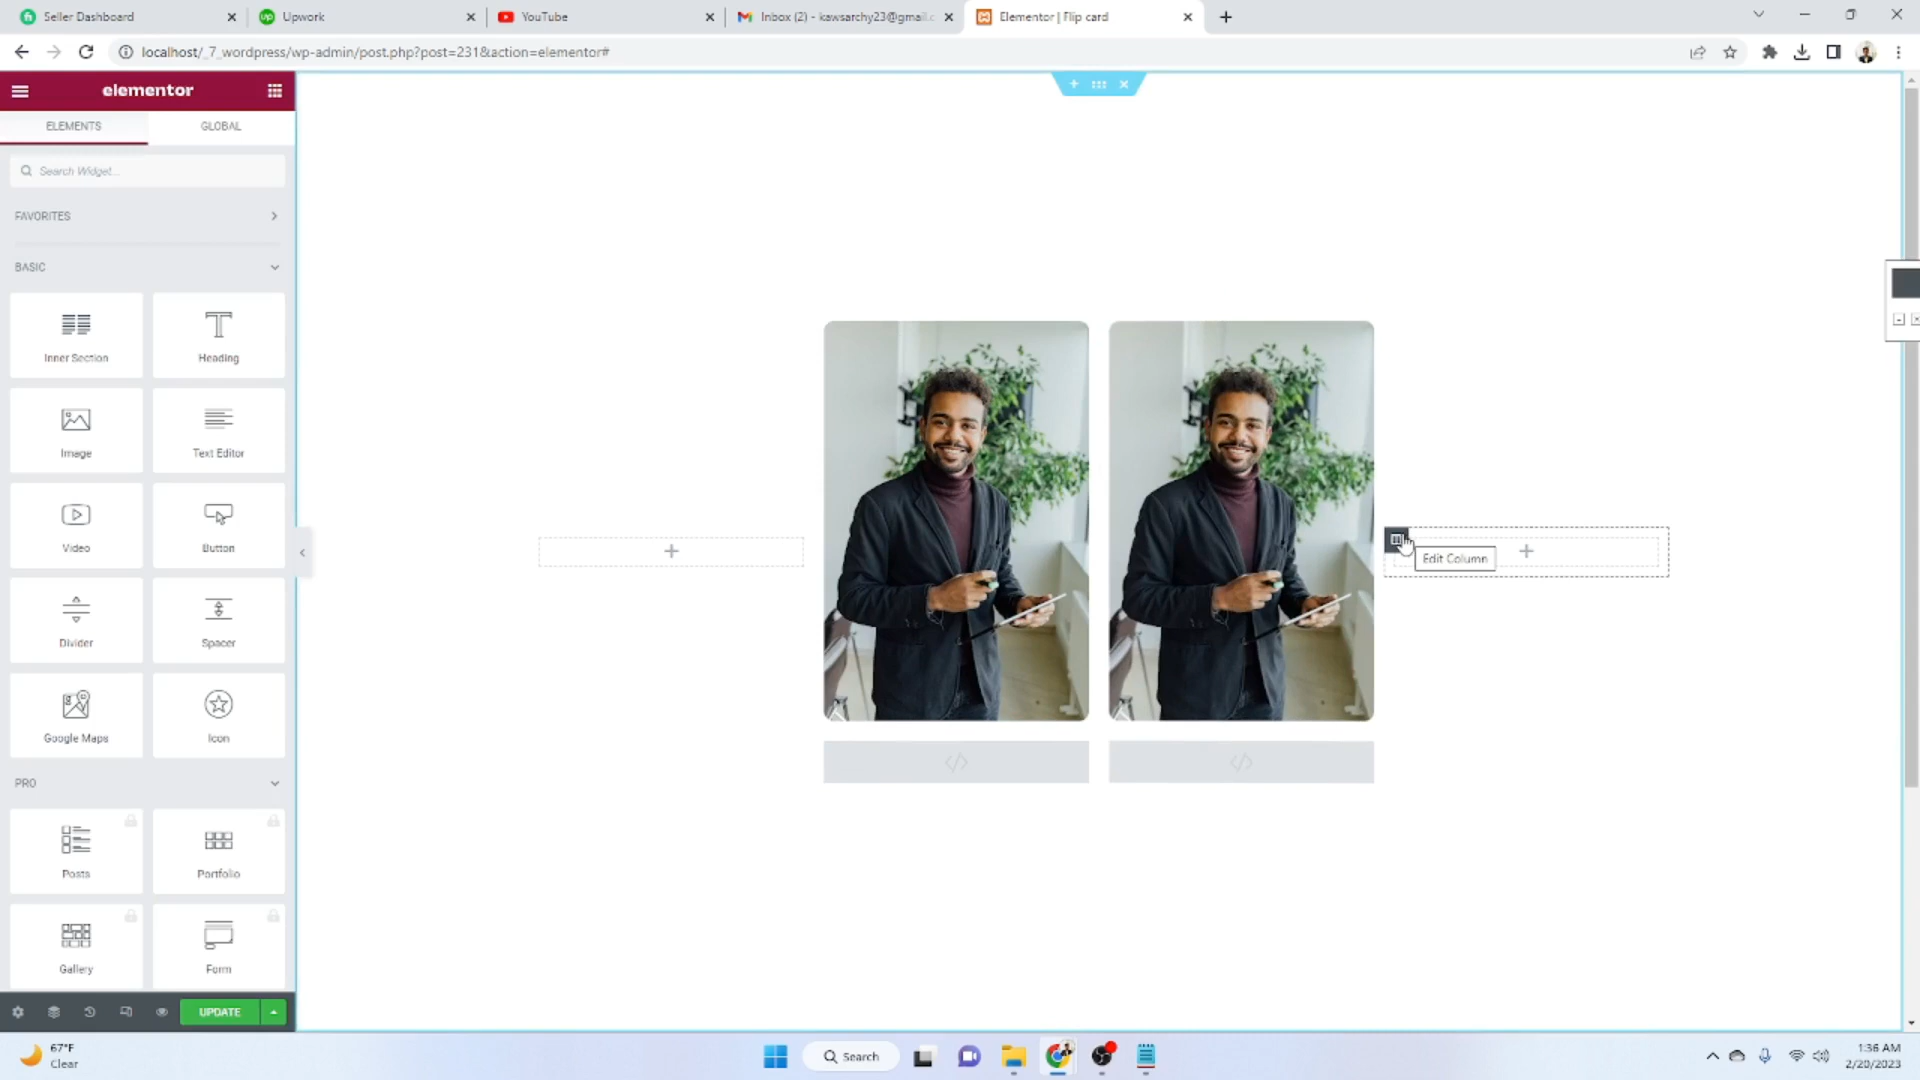 Seller Dashboard
Upwork
YouTube
Inbox (2) - kawsarchy23@gmail.c
Elementor | Flip card
localhost/_7_wordpress/wp-admin/post.php?post=231&action=elementor#
elementor
ELEMENTS
GLOBAL
Search Widget...
FAVORITES
BASIC
Inner Section
Heading
Image
Text Editor
Video
Button
Divider
Spacer
Google Maps
Icon
PRO
Posts
Portfolio
Gallery
Form
Edit Column
UPDATE
67°F
Clear
Search
1:36 AM
2/20/2023